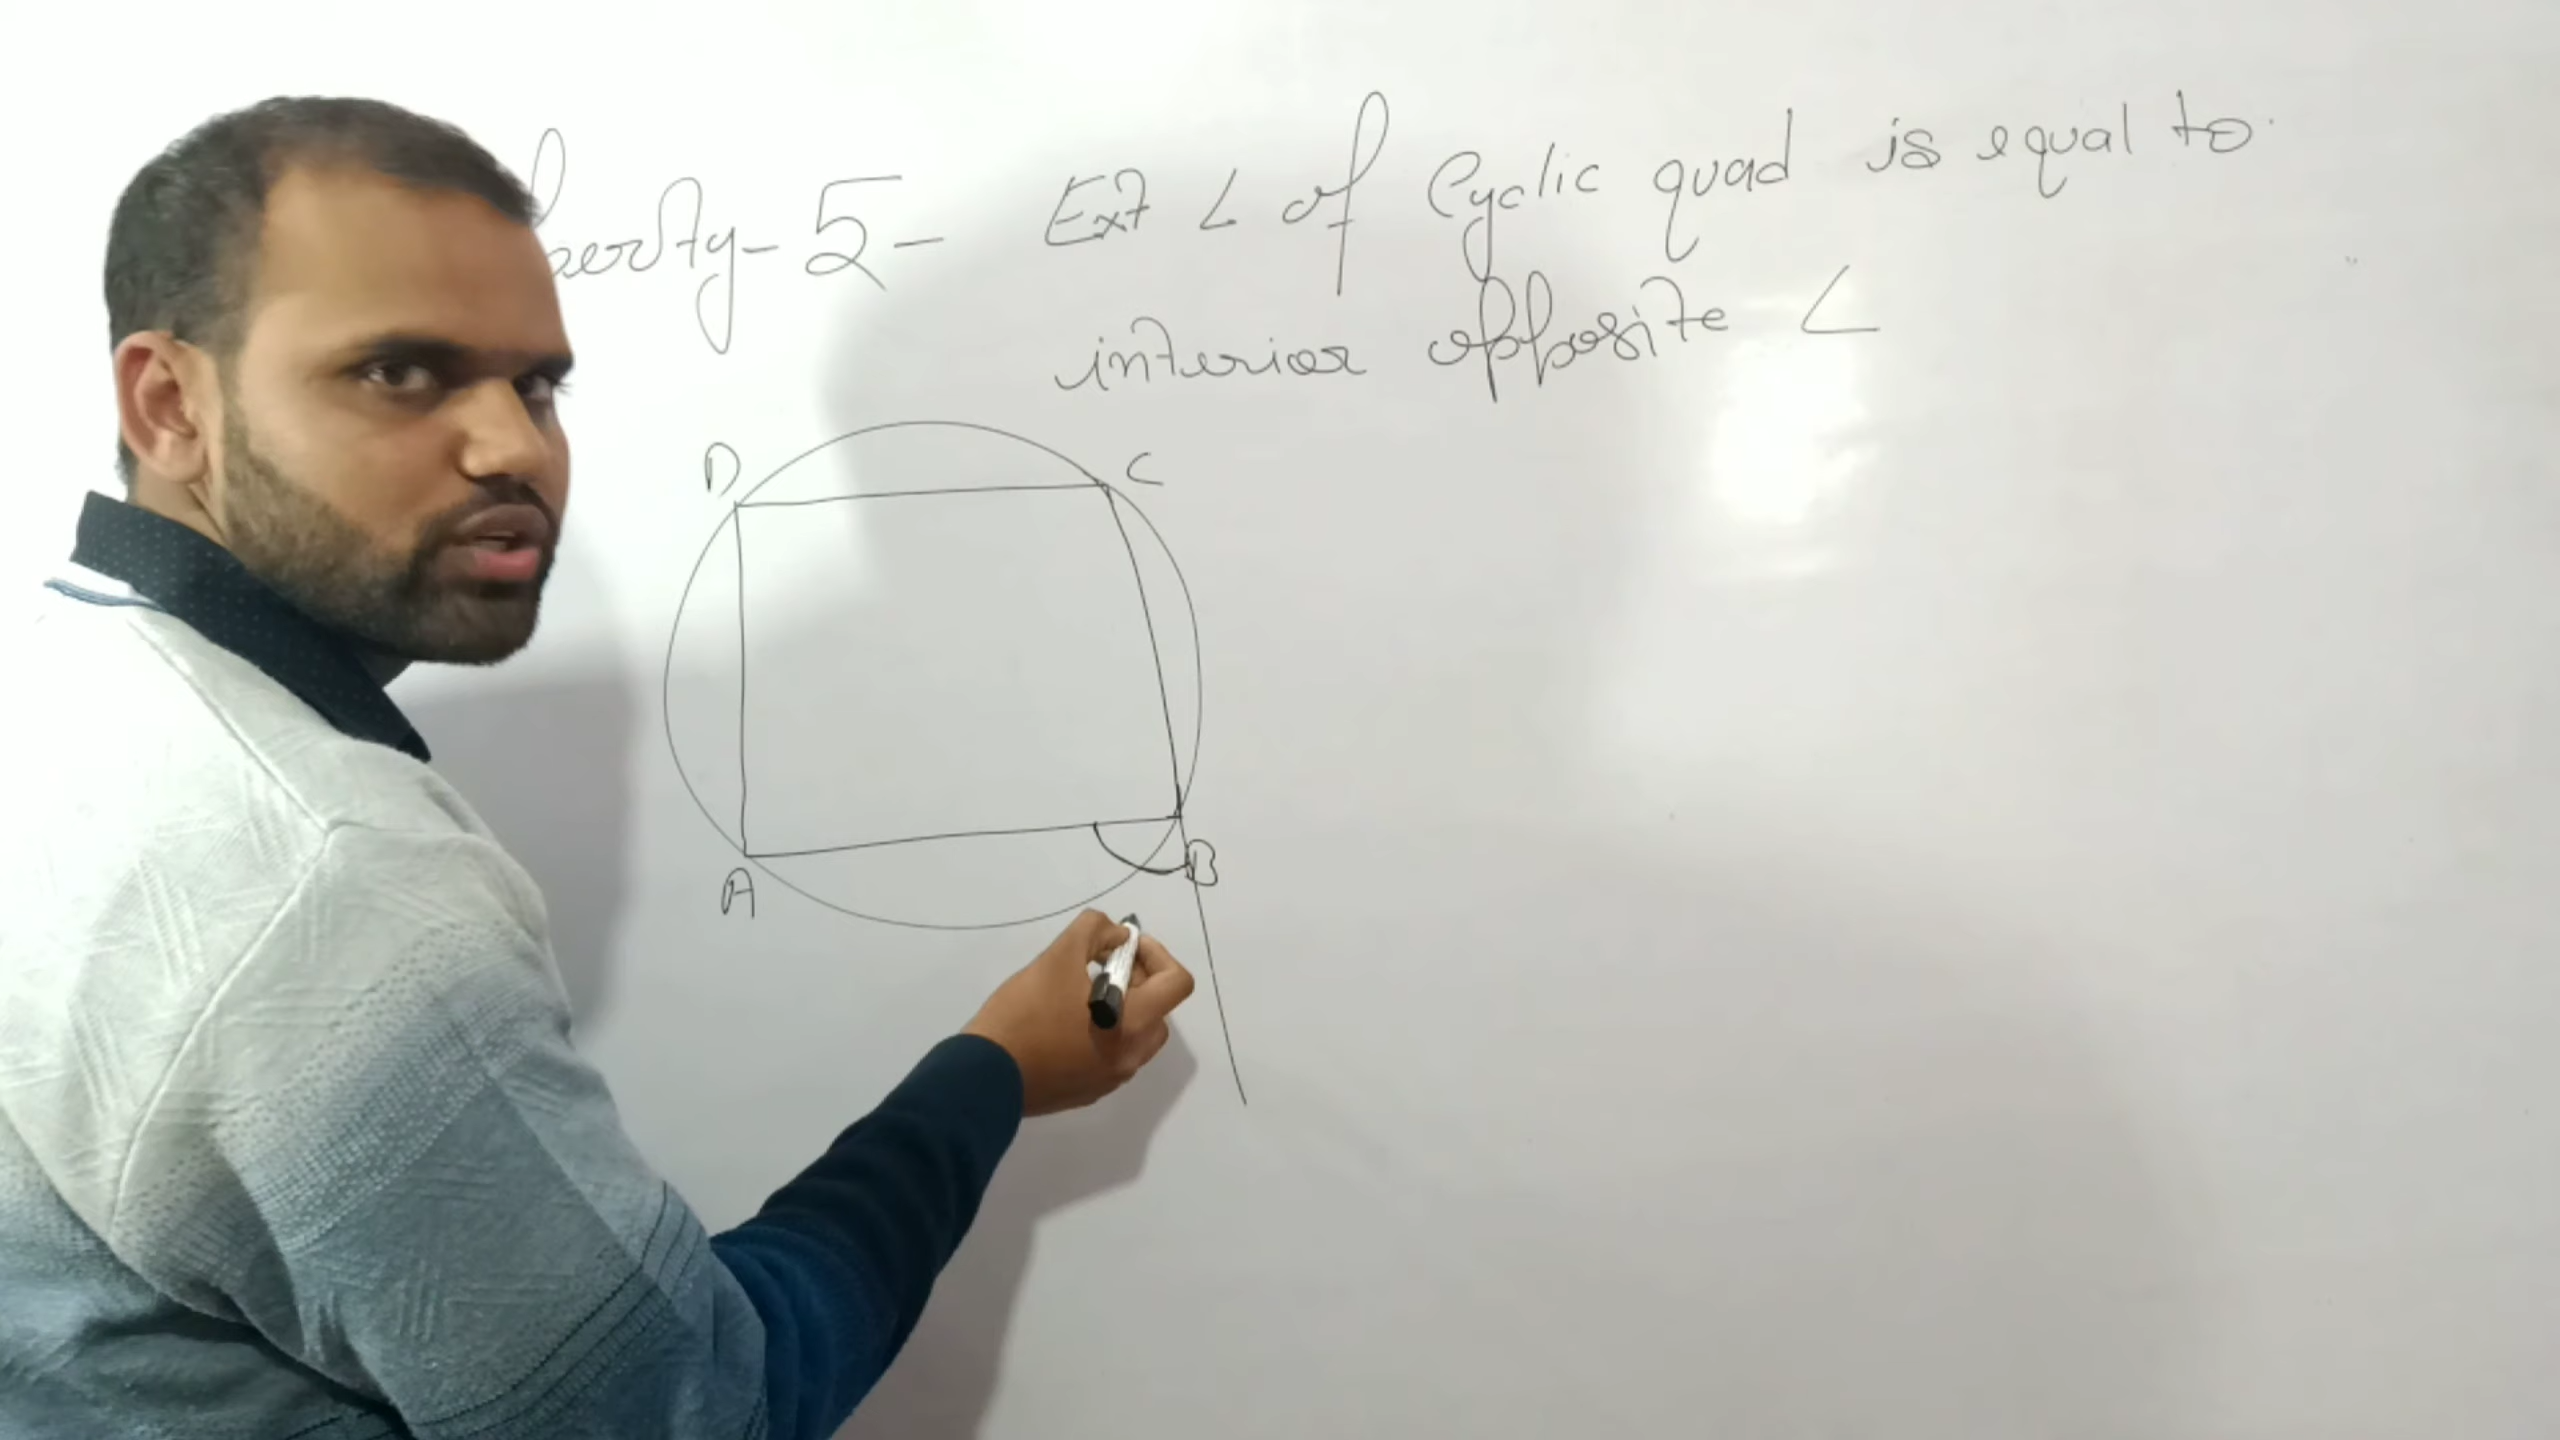 perty-5- Ext ∠ of Cyclic quad is equal to
interior opposite ∠
D C
A B